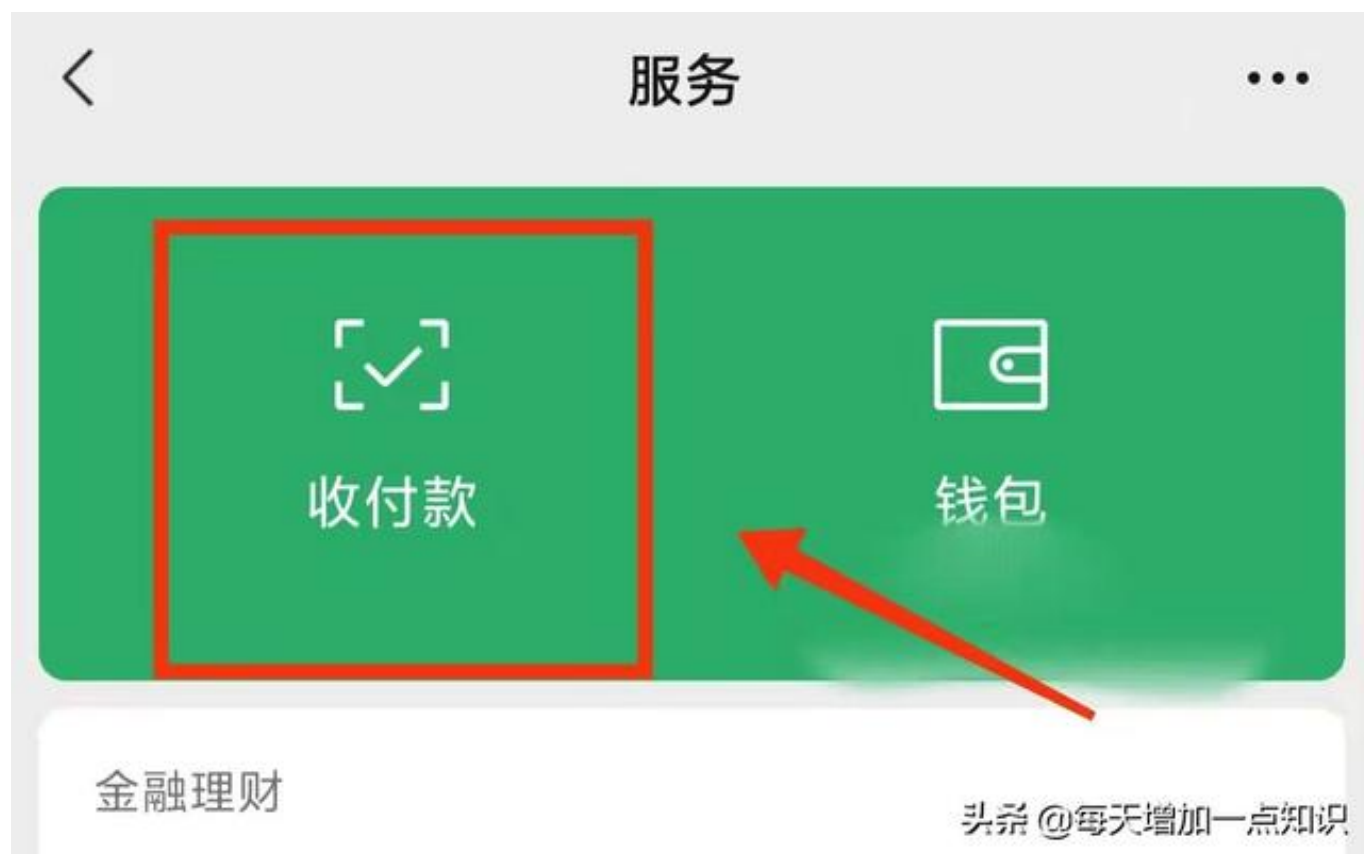 服务
收付款
钱包
金融理财
头条 @每天增加一点知识